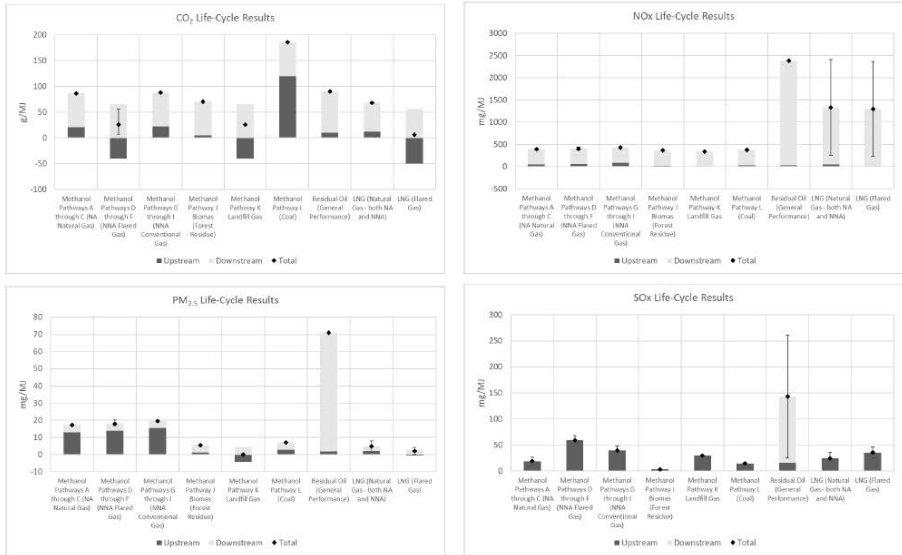 CO₂ Life-Cycle Results
g/MJ
200
150
100
50
0
-50
-100
Methanol Pathways A through C (NA Natural Gas)
Methanol Pathways D through F (NNA Flared Gas)
Methanol Pathways G through I (NNA Conventional Gas)
Methanol Pathway J Biomas (Forest Residue)
Methanol Pathway K Landfill Gas
Methanol Pathway L (Coal)
Residual Oil (General Performance)
LNG (Natural Gas - both NA and NNA)
LNG (Flared Gas)
Upstream Downstream Total
NOx Life-Cycle Results
mg/MJ
3000
2500
2000
1500
1000
500
0
-500
Methanol Pathways A through C (NA Natural Gas)
Methanol Pathways D through F (NNA Flared Gas)
Methanol Pathways G through I (NNA Conventional Gas)
Methanol Pathway J Biomas (Forest Residue)
Methanol Pathway K Landfill Gas
Methanol Pathway L (Coal)
Residual Oil (General Performance)
LNG (Natural Gas - both NA and NNA)
LNG (Flared Gas)
Upstream Downstream Total
PM₂.₅ Life-Cycle Results
mg/MJ
80
70
60
50
40
30
20
10
0
-10
Methanol Pathways A through C (NA Natural Gas)
Methanol Pathways D through F (NNA Flared Gas)
Methanol Pathways G through I (NNA Conventional Gas)
Methanol Pathway J Biomas (Forest Residue)
Methanol Pathway K Landfill Gas
Methanol Pathway L (Coal)
Residual Oil (General Performance)
LNG (Natural Gas - both NA and NNA)
LNG (Flared Gas)
Upstream Downstream Total
SOx Life-Cycle Results
mg/MJ
300
250
200
150
100
50
0
Methanol Pathways A through C (NA Natural Gas)
Methanol Pathways D through F (NNA Flared Gas)
Methanol Pathways G through I (NNA Conventional Gas)
Methanol Pathway J Biomas (Forest Residue)
Methanol Pathway K Landfill Gas
Methanol Pathway L (Coal)
Residual Oil (General Performance)
LNG (Natural Gas - both NA and NNA)
LNG (Flared Gas)
Upstream Downstream Total